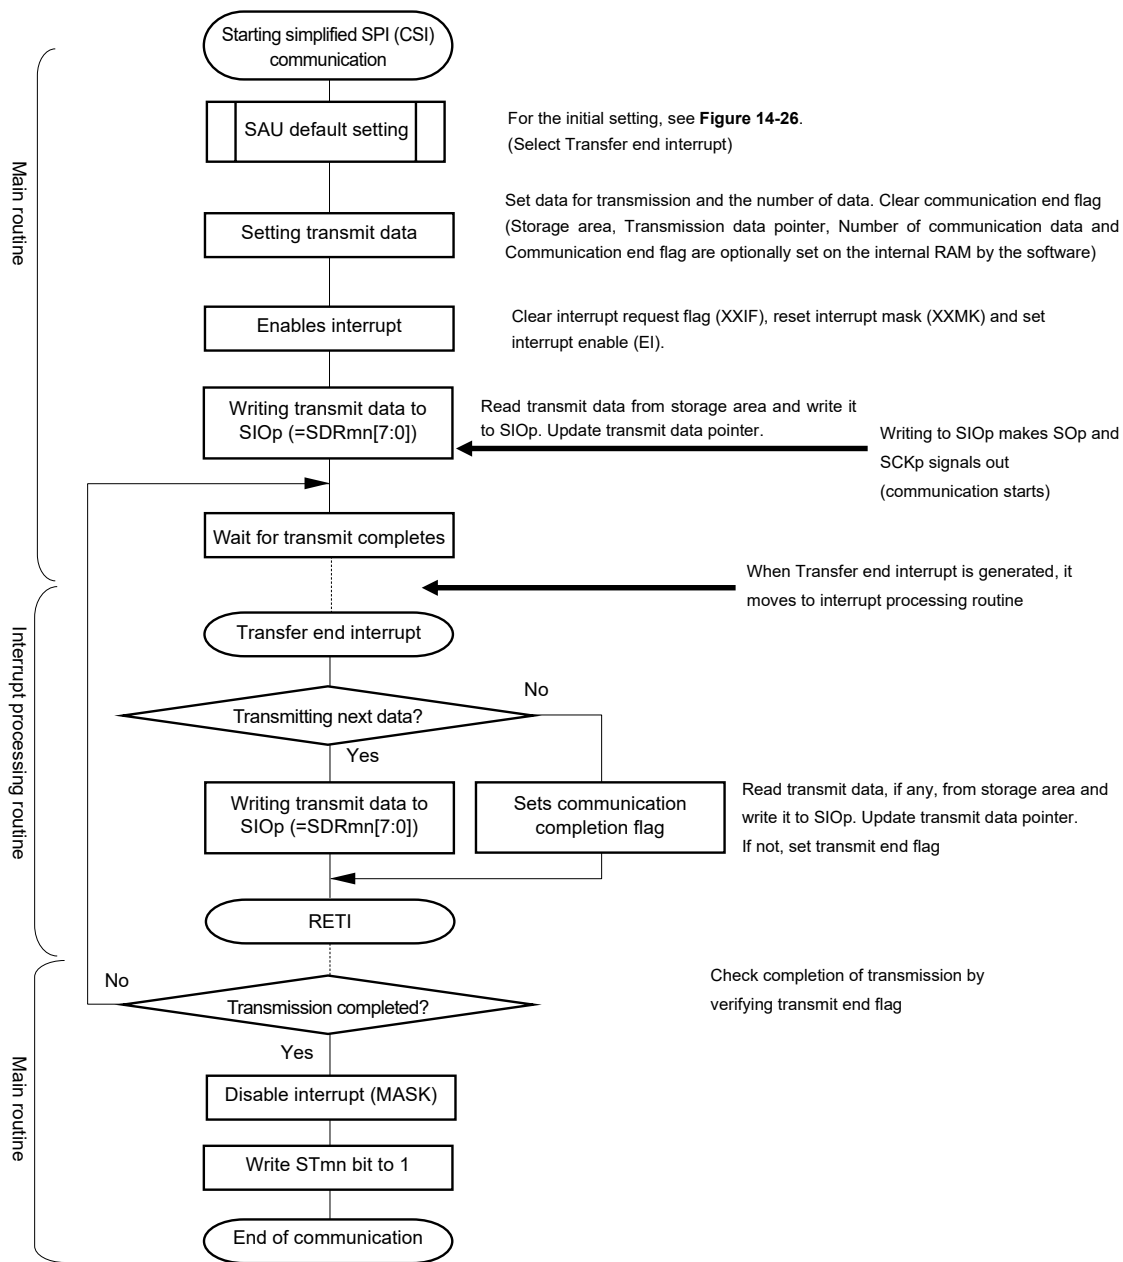 Starting simplified SPI (CSI)
communication
SAU default setting
For the initial setting, see Figure 14-26.
(Select Transfer end interrupt)
Main routine
Setting transmit data
Set data for transmission and the number of data. Clear communication end flag
(Storage area, Transmission data pointer, Number of communication data and
Communication end flag are optionally set on the internal RAM by the software)
Enables interrupt
Clear interrupt request flag (XXIF), reset interrupt mask (XXMK) and set
interrupt enable (EI).
Writing transmit data to
SIOp (=SDRmn[7:0])
Read transmit data from storage area and write it
to SIOp. Update transmit data pointer.
Writing to SIOp makes SOp and
SCKp signals out
(communication starts)
Wait for transmit completes
When Transfer end interrupt is generated, it
moves to interrupt processing routine
Interrupt processing routine
Transfer end interrupt
Transmitting next data?
No
Yes
Writing transmit data to
SIOp (=SDRmn[7:0])
Sets communication
completion flag
Read transmit data, if any, from storage area and
write it to SIOp. Update transmit data pointer.
If not, set transmit end flag
RETI
Main routine
No
Transmission completed?
Check completion of transmission by
verifying transmit end flag
Yes
Disable interrupt (MASK)
Write STmn bit to 1
End of communication